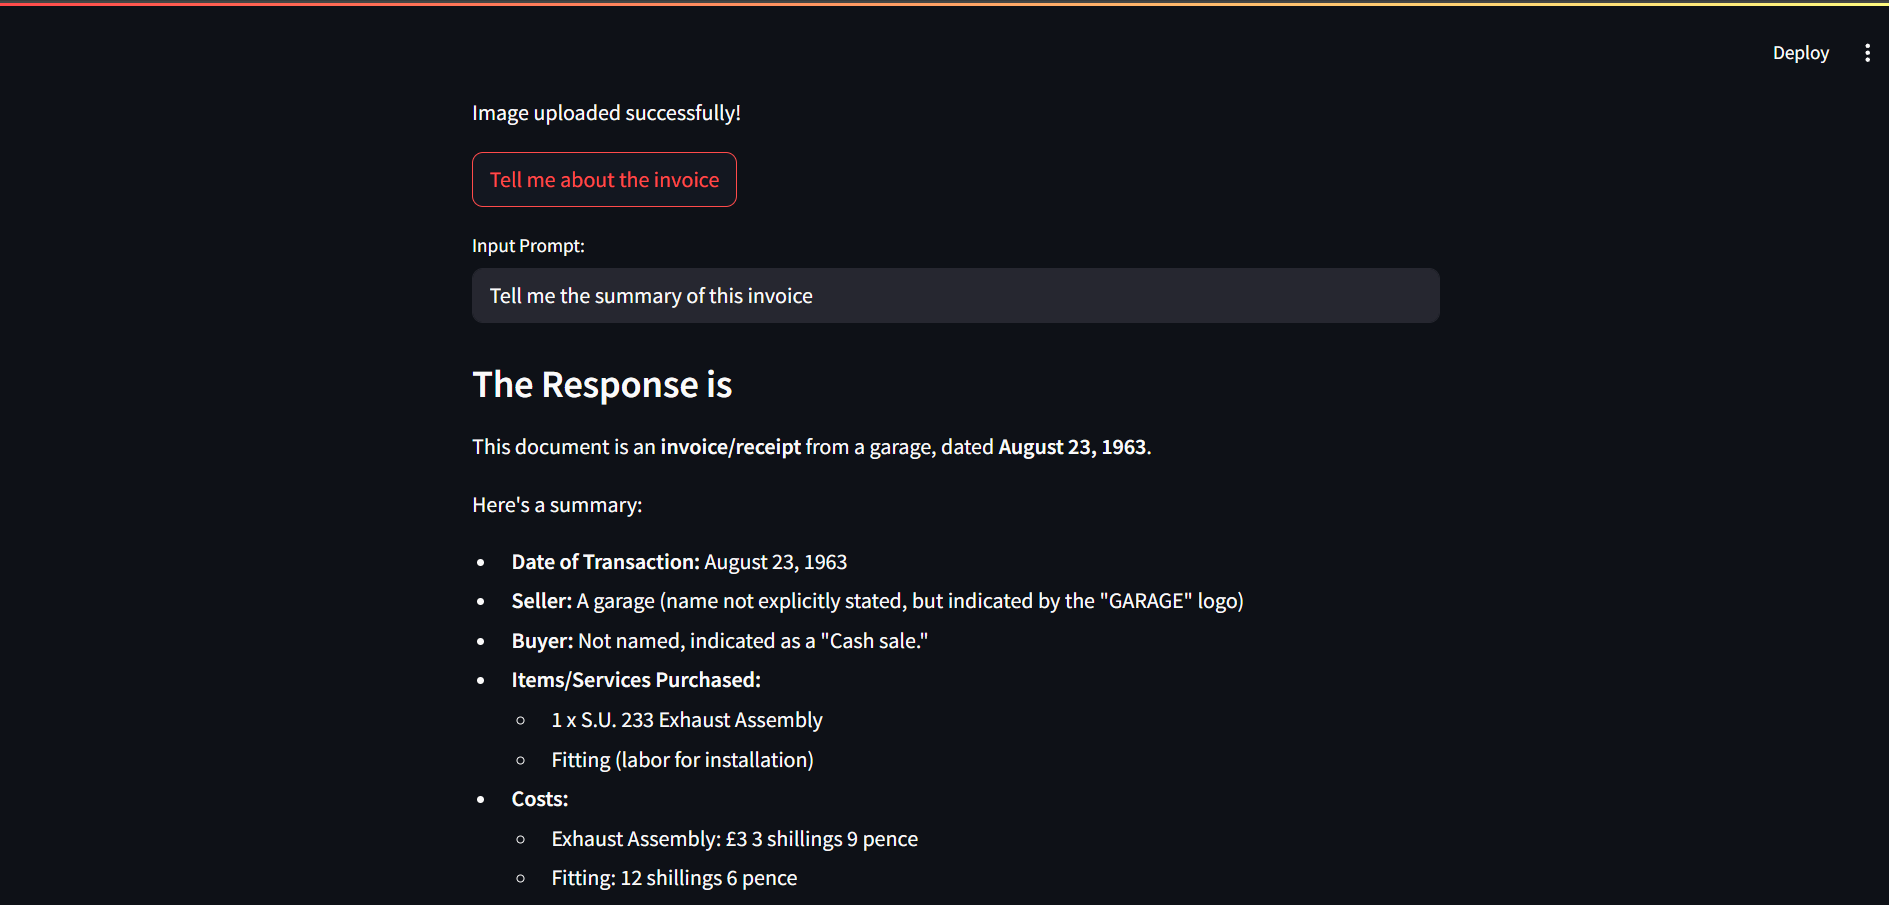 Deploy
Image uploaded successfully!
Tell me about the invoice
Input Prompt:
Tell me the summary of this invoice
The Response is
This document is an invoice/receipt from a garage, dated August 23, 1963.
Here's a summary:
Date of Transaction: August 23, 1963
Seller: A garage (name not explicitly stated, but indicated by the "GARAGE" logo)
Buyer: Not named, indicated as a "Cash sale."
Items/Services Purchased:
1 x S.U. 233 Exhaust Assembly
Fitting (labor for installation)
Costs:
Exhaust Assembly: £3 3 shillings 9 pence
Fitting: 12 shillings 6 pence